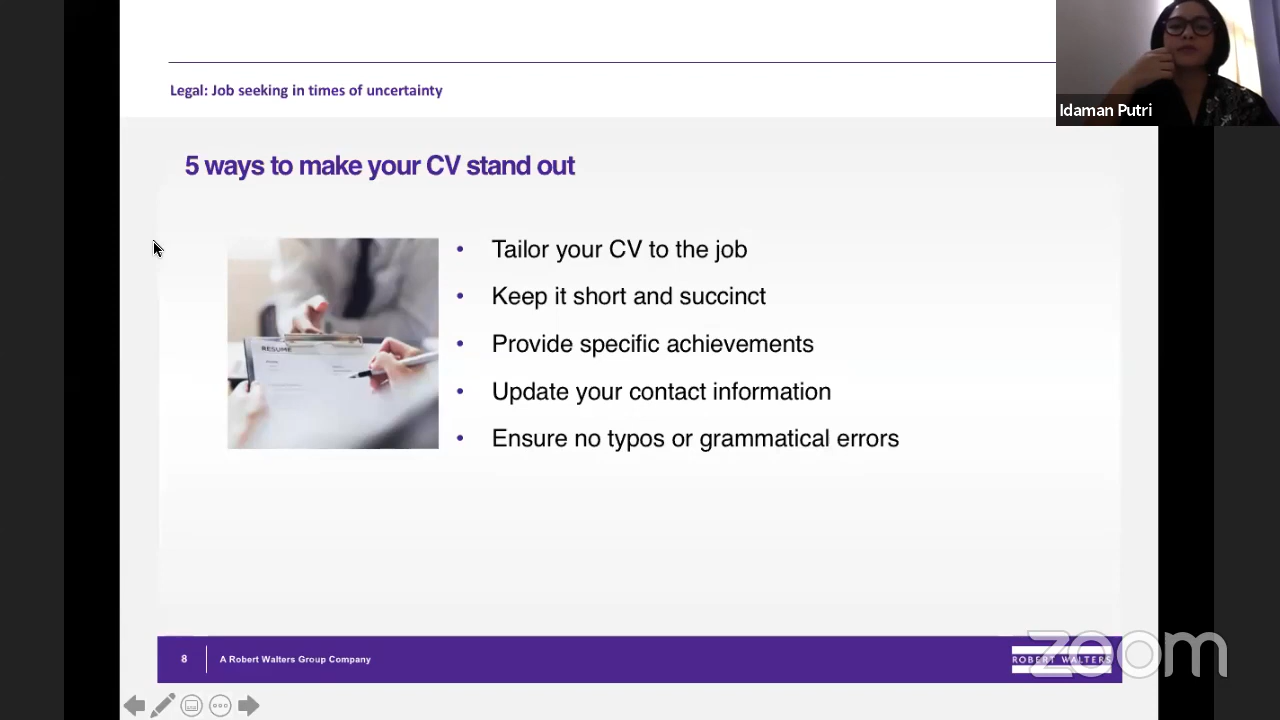 Legal: Job seeking in times of uncertainty
Idaman Putri
5 ways to make your CV stand out
• Tailor your CV to the job
• Keep it short and succinct
• Provide specific achievements
• Update your contact information
• Ensure no typos or grammatical errors
RESUME
8
A Robert Walters Group Company
ROBERT WALTERS
zoom